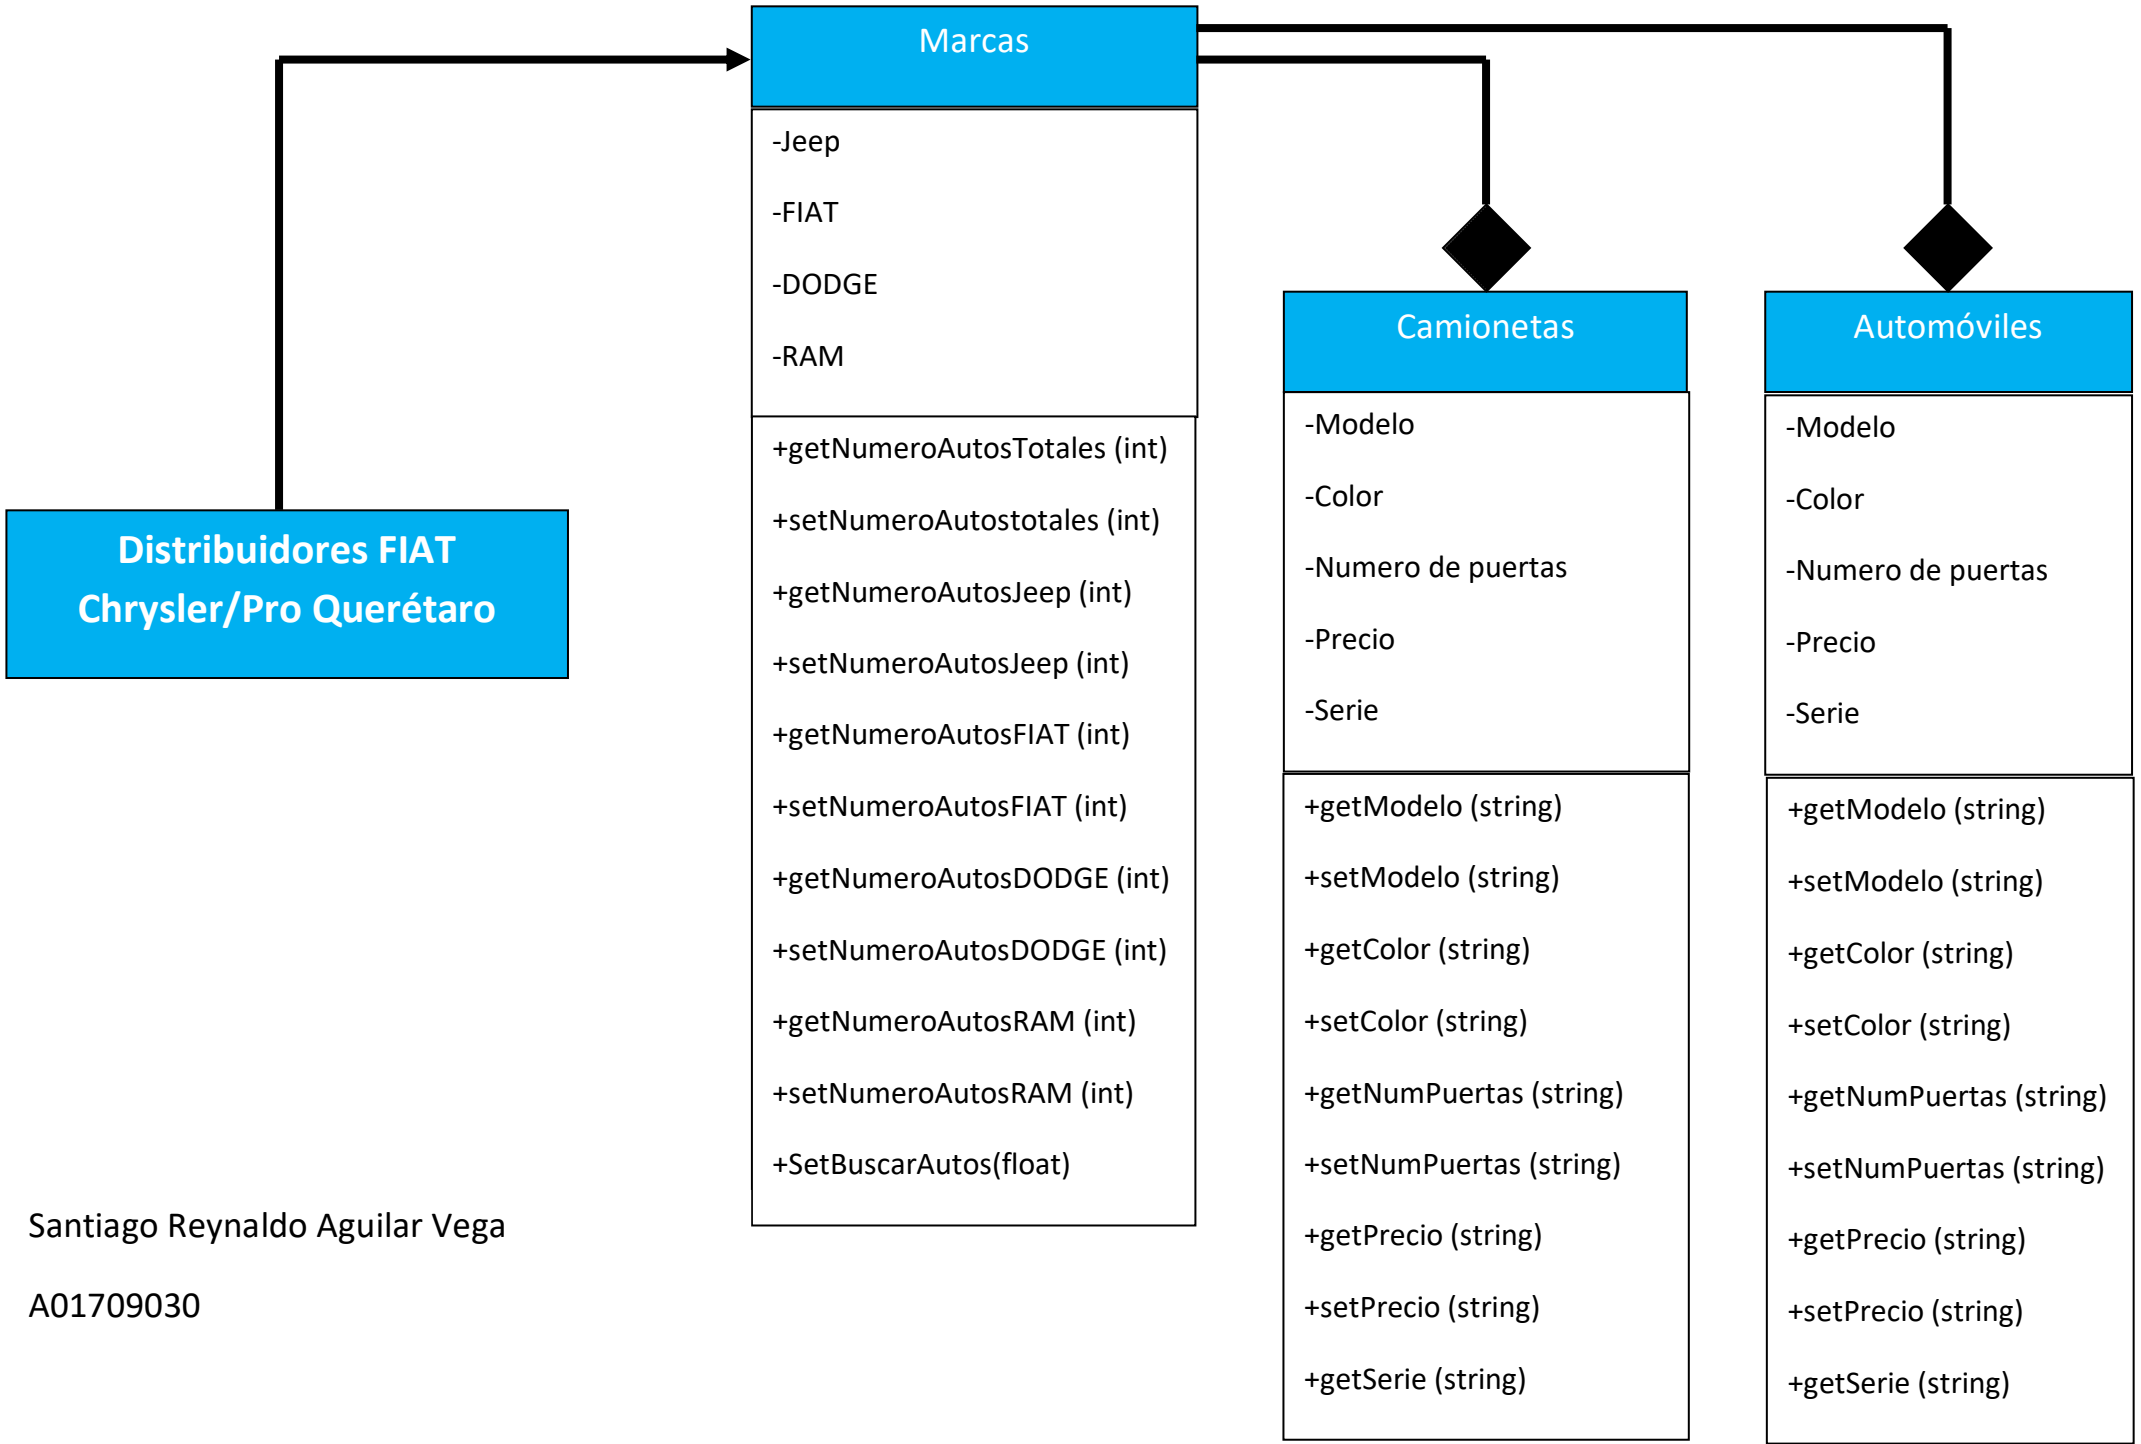 Marcas
-Jeep
-FIAT
-DODGE
-RAM
+getNumeroAutosTotales (int)
+setNumeroAutostotales (int)
+getNumeroAutosJeep (int)
+setNumeroAutosJeep (int)
+getNumeroAutosFIAT (int)
+setNumeroAutosFIAT (int)
+getNumeroAutosDODGE (int)
+setNumeroAutosDODGE (int)
+getNumeroAutosRAM (int)
+setNumeroAutosRAM (int)
+SetBuscarAutos(float)
Camionetas
-Modelo
-Color
-Numero de puertas
-Precio
-Serie
+getModelo (string)
+setModelo (string)
+getColor (string)
+setColor (string)
+getNumPuertas (string)
+setNumPuertas (string)
+getPrecio (string)
+setPrecio (string)
+getSerie (string)
Automóviles
-Modelo
-Color
-Numero de puertas
-Precio
-Serie
+getModelo (string)
+setModelo (string)
+getColor (string)
+setColor (string)
+getNumPuertas (string)
+setNumPuertas (string)
+getPrecio (string)
+setPrecio (string)
+getSerie (string)
Distribuidores FIAT
Chrysler/Pro Querétaro
Santiago Reynaldo Aguilar Vega
A01709030